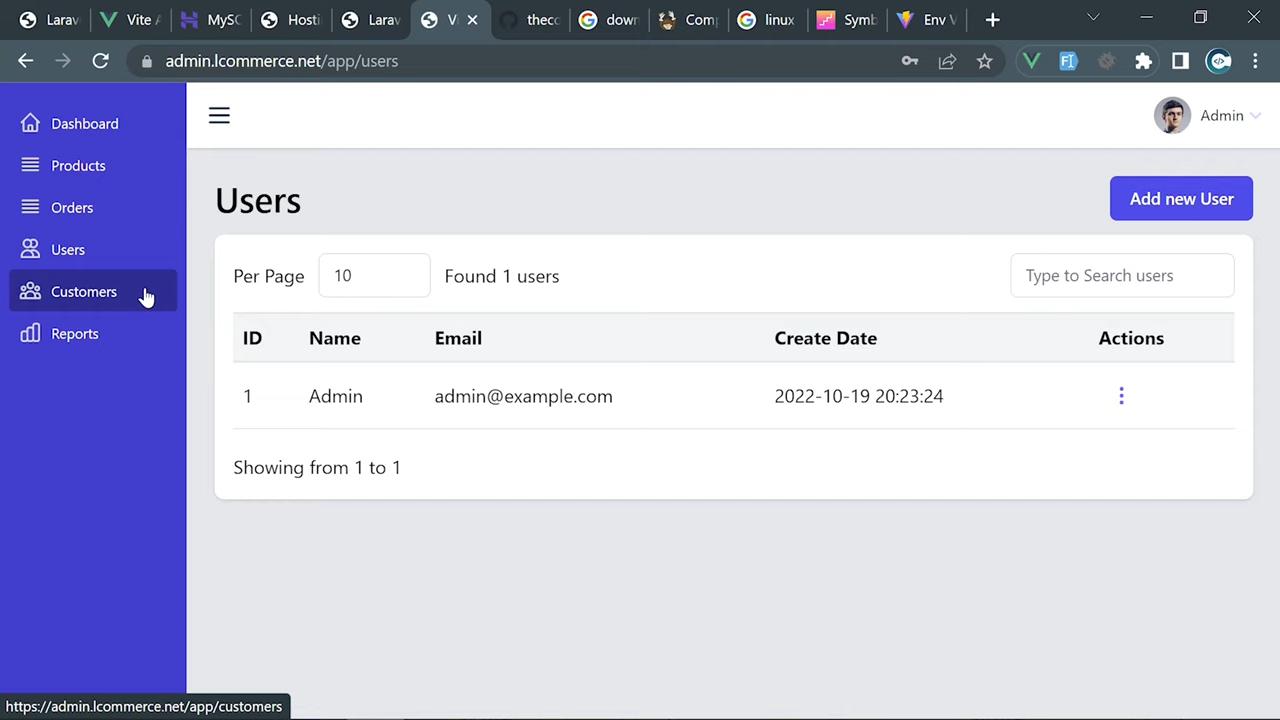 Larav
Vite A
MySC
Hosti
Larav
V
theco
dowr
Comp
linux
Symb
Env V
admin.lcommerce.net/app/users
Dashboard
Products
Orders
Users
Customers
Reports
Admin
Users
Add new User
Per Page 10 Found 1 users
Type to Search users
ID Name Email Create Date Actions
1 Admin admin@example.com 2022-10-19 20:23:24
Showing from 1 to 1
https://admin.lcommerce.net/app/customers